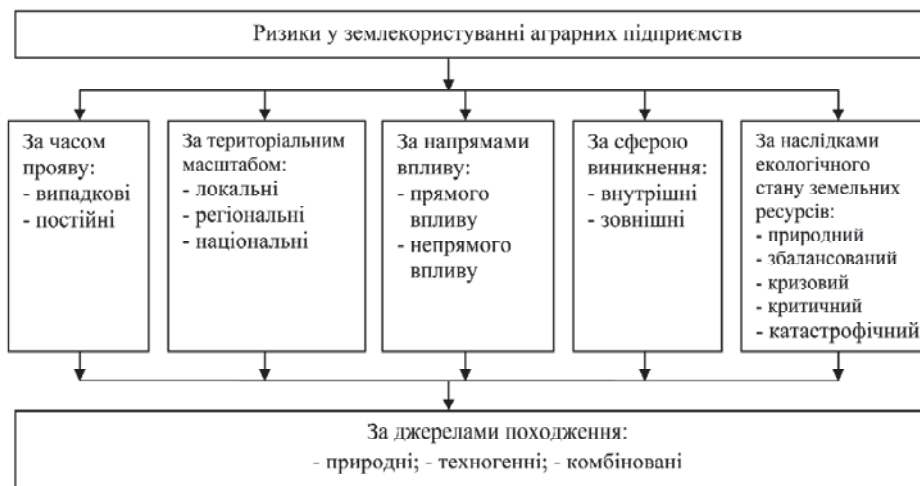 Ризики у землекористуванні аграрних підприємств
За часом
прояву:
- випадкові
- постійні
За територіальним
масштабом:
- локальні
- регіональні
- національні
За напрямами
впливу:
- прямого
впливу
- непрямого
впливу
За сферою
виникнення:
- внутрішні
- зовнішні
За наслідками
екологічного
стану земельних
ресурсів:
- природний
- збалансований
- кризовий
- критичний
- катастрофічний
За джерелами походження:
- природні; - техногенні; - комбіновані